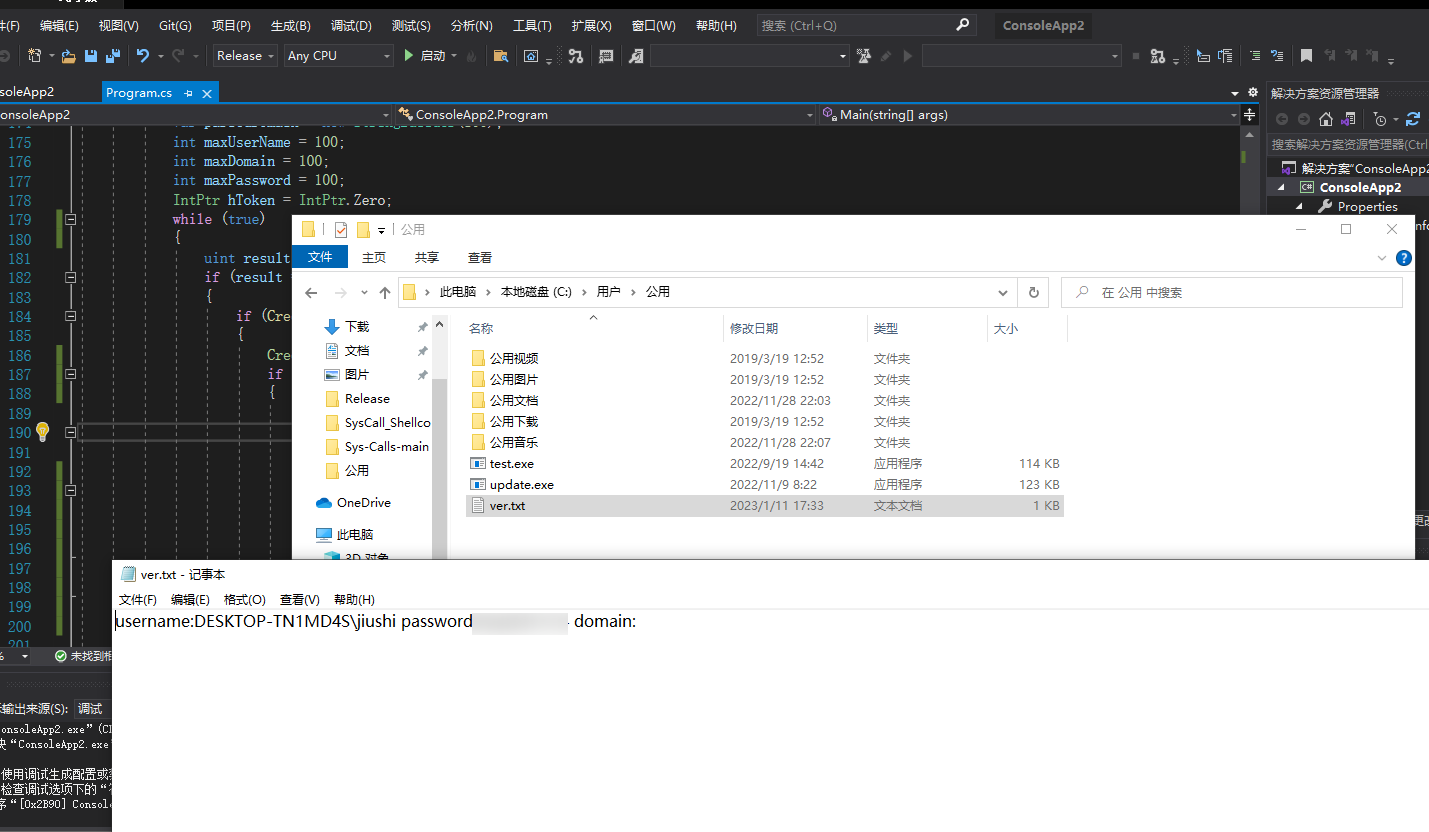 编辑(E) 视图(V) Git(G) 项目(P) 生成(B) 调试(D) 测试(S) 分析(N) 工具(T) 扩展(X) 窗口(W) 帮助(H) 搜索 (Ctrl+Q) ConsoleApp2
Release Any CPU 启动
soleApp2 Program.cs 解决方案资源管理器
onsoleApp2 ConsoleApp2.Program Main(string[] args)
搜索解决方案资源管理器(Ctrl
解决方案"ConsoleApp2
ConsoleApp2
Properties
175 int maxUserName = 100;
176 int maxDomain = 100;
177 int maxPassword = 100;
178 IntPtr hToken = IntPtr.Zero;
179 while (true)
180 {
181 uint result
182 if (result
183 {
184 if (Cre
185 {
186 Cre
187 if
188 {
189
190
191
192
193
194
195
196
197
198
199
200
201
公用
文件 主页 共享 查看
此电脑 › 本地磁盘 (C:) › 用户 › 公用
在 公用 中搜索
下载
文档
图片
Release
SysCall_Shellco
Sys-Calls-main
公用
OneDrive
此电脑
3D 对象
名称 修改日期 类型 大小
公用视频 2019/3/19 12:52 文件夹
公用图片 2019/3/19 12:52 文件夹
公用文档 2022/11/28 22:03 文件夹
公用下载 2019/3/19 12:52 文件夹
公用音乐 2022/11/28 22:07 文件夹
test.exe 2022/9/19 14:42 应用程序 114 KB
update.exe 2022/11/9 8:22 应用程序 123 KB
ver.txt 2023/1/11 17:33 文本文档 1 KB
ver.txt - 记事本
文件(F) 编辑(E) 格式(O) 查看(V) 帮助(H)
username:DESKTOP-TN1MD4S\jiushi password domain:
未找到相
输出来源(S): 调试
onsoleApp2.exe”(Cl
“ConsoleApp2.exe
使用调试生成配置或
检查调试选项下的“
“[0x2B90] Consol